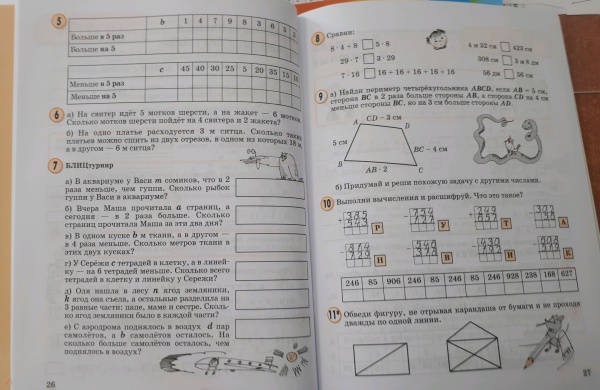 5
b 1 4 7 9 8 3 6 5
Больше в 5 раз
Больше на 5
c 45 40 30 25 5 20 35 15
Меньше в 5 раз
Меньше на 5
6 а) На свитер идёт 5 мотков шерсти, а на жакет — 6 мотков.
Сколько мотков шерсти пойдёт на 4 свитера и 2 жакета?
б) На одно платье расходуется 3 м ситца. Сколько таких
платьев можно сшить из двух отрезов, в одном из которых 18 м,
а в другом — 6 м ситца?
7 БЛИЦтурнир
а) В аквариуме у Васи m сомиков, что в 2
раза меньше, чем гуппи. Сколько рыбок
гуппи у Васи в аквариуме?
б) Вчера Маша прочитала a страниц, а
сегодня — в 2 раза больше. Сколько
страниц прочитала Маша за эти два дня?
в) В одном куске b м ткани, а в другом —
в 4 раза меньше. Сколько метров ткани в
этих двух кусках?
г) У Серёжи c тетрадей в клетку, а в линей-
ку — на 6 тетрадей меньше. Сколько всего
тетрадей в клетку и линейку у Сережи?
д) Оля нашла в лесу n ягод земляники,
k ягод она съела, а остальные разделила на
3 равные части: папе, маме и сестре. Сколь-
ко ягод земляники было в каждой части?
е) С аэродрома поднялось в воздух d пар
самолётов, а b самолётов осталось. На
сколько больше самолётов осталось, чем
поднялось в воздух?
26
8 Сравни:
8 · 4 + 8 5 · 8
29 · 7 3 · 29
7 · 16 16 + 16 + 16 + 16 + 16
4 м 22 см 422 см
308 см 3 м 8 дм
56 дм 56 см
9 а) Найди периметр четырёхугольника ABCD, если AB = 5 см,
сторона BC в 2 раза больше стороны AB, а сторона CD на 4 см
меньше стороны BC, но на 3 см больше стороны AD.
A CD − 3 см D
5 см
BC − 4 см
B AB · 2 C
б) Придумай и реши похожую задачу с другими числами.
10 Выполни вычисления и расшифруй. Что это такое?
Р У Т А
Н И К
246 85 906 246 85 246 85 246 928 238 168 627
11* Обведи фигуру, не отрывая карандаша от бумаги и не проходя
дважды по одной линии.
27